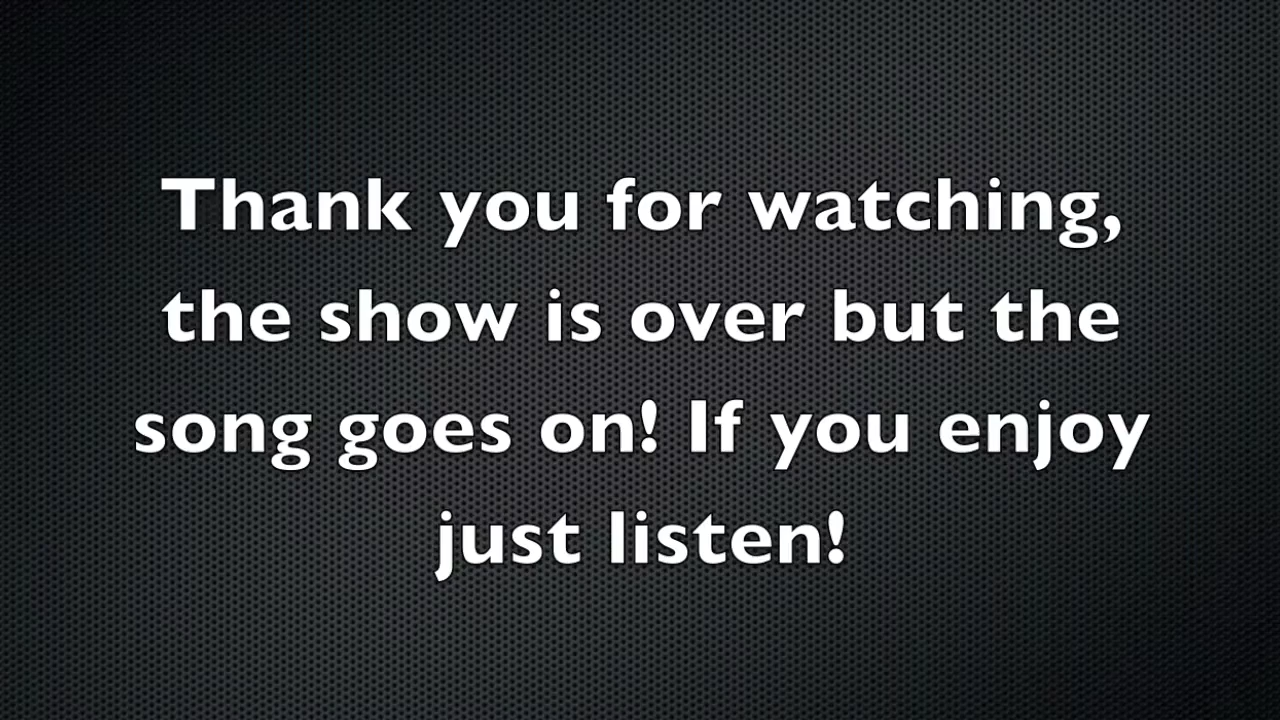 Thank you for watching,
the show is over but the
song goes on! If you enjoy
just listen!